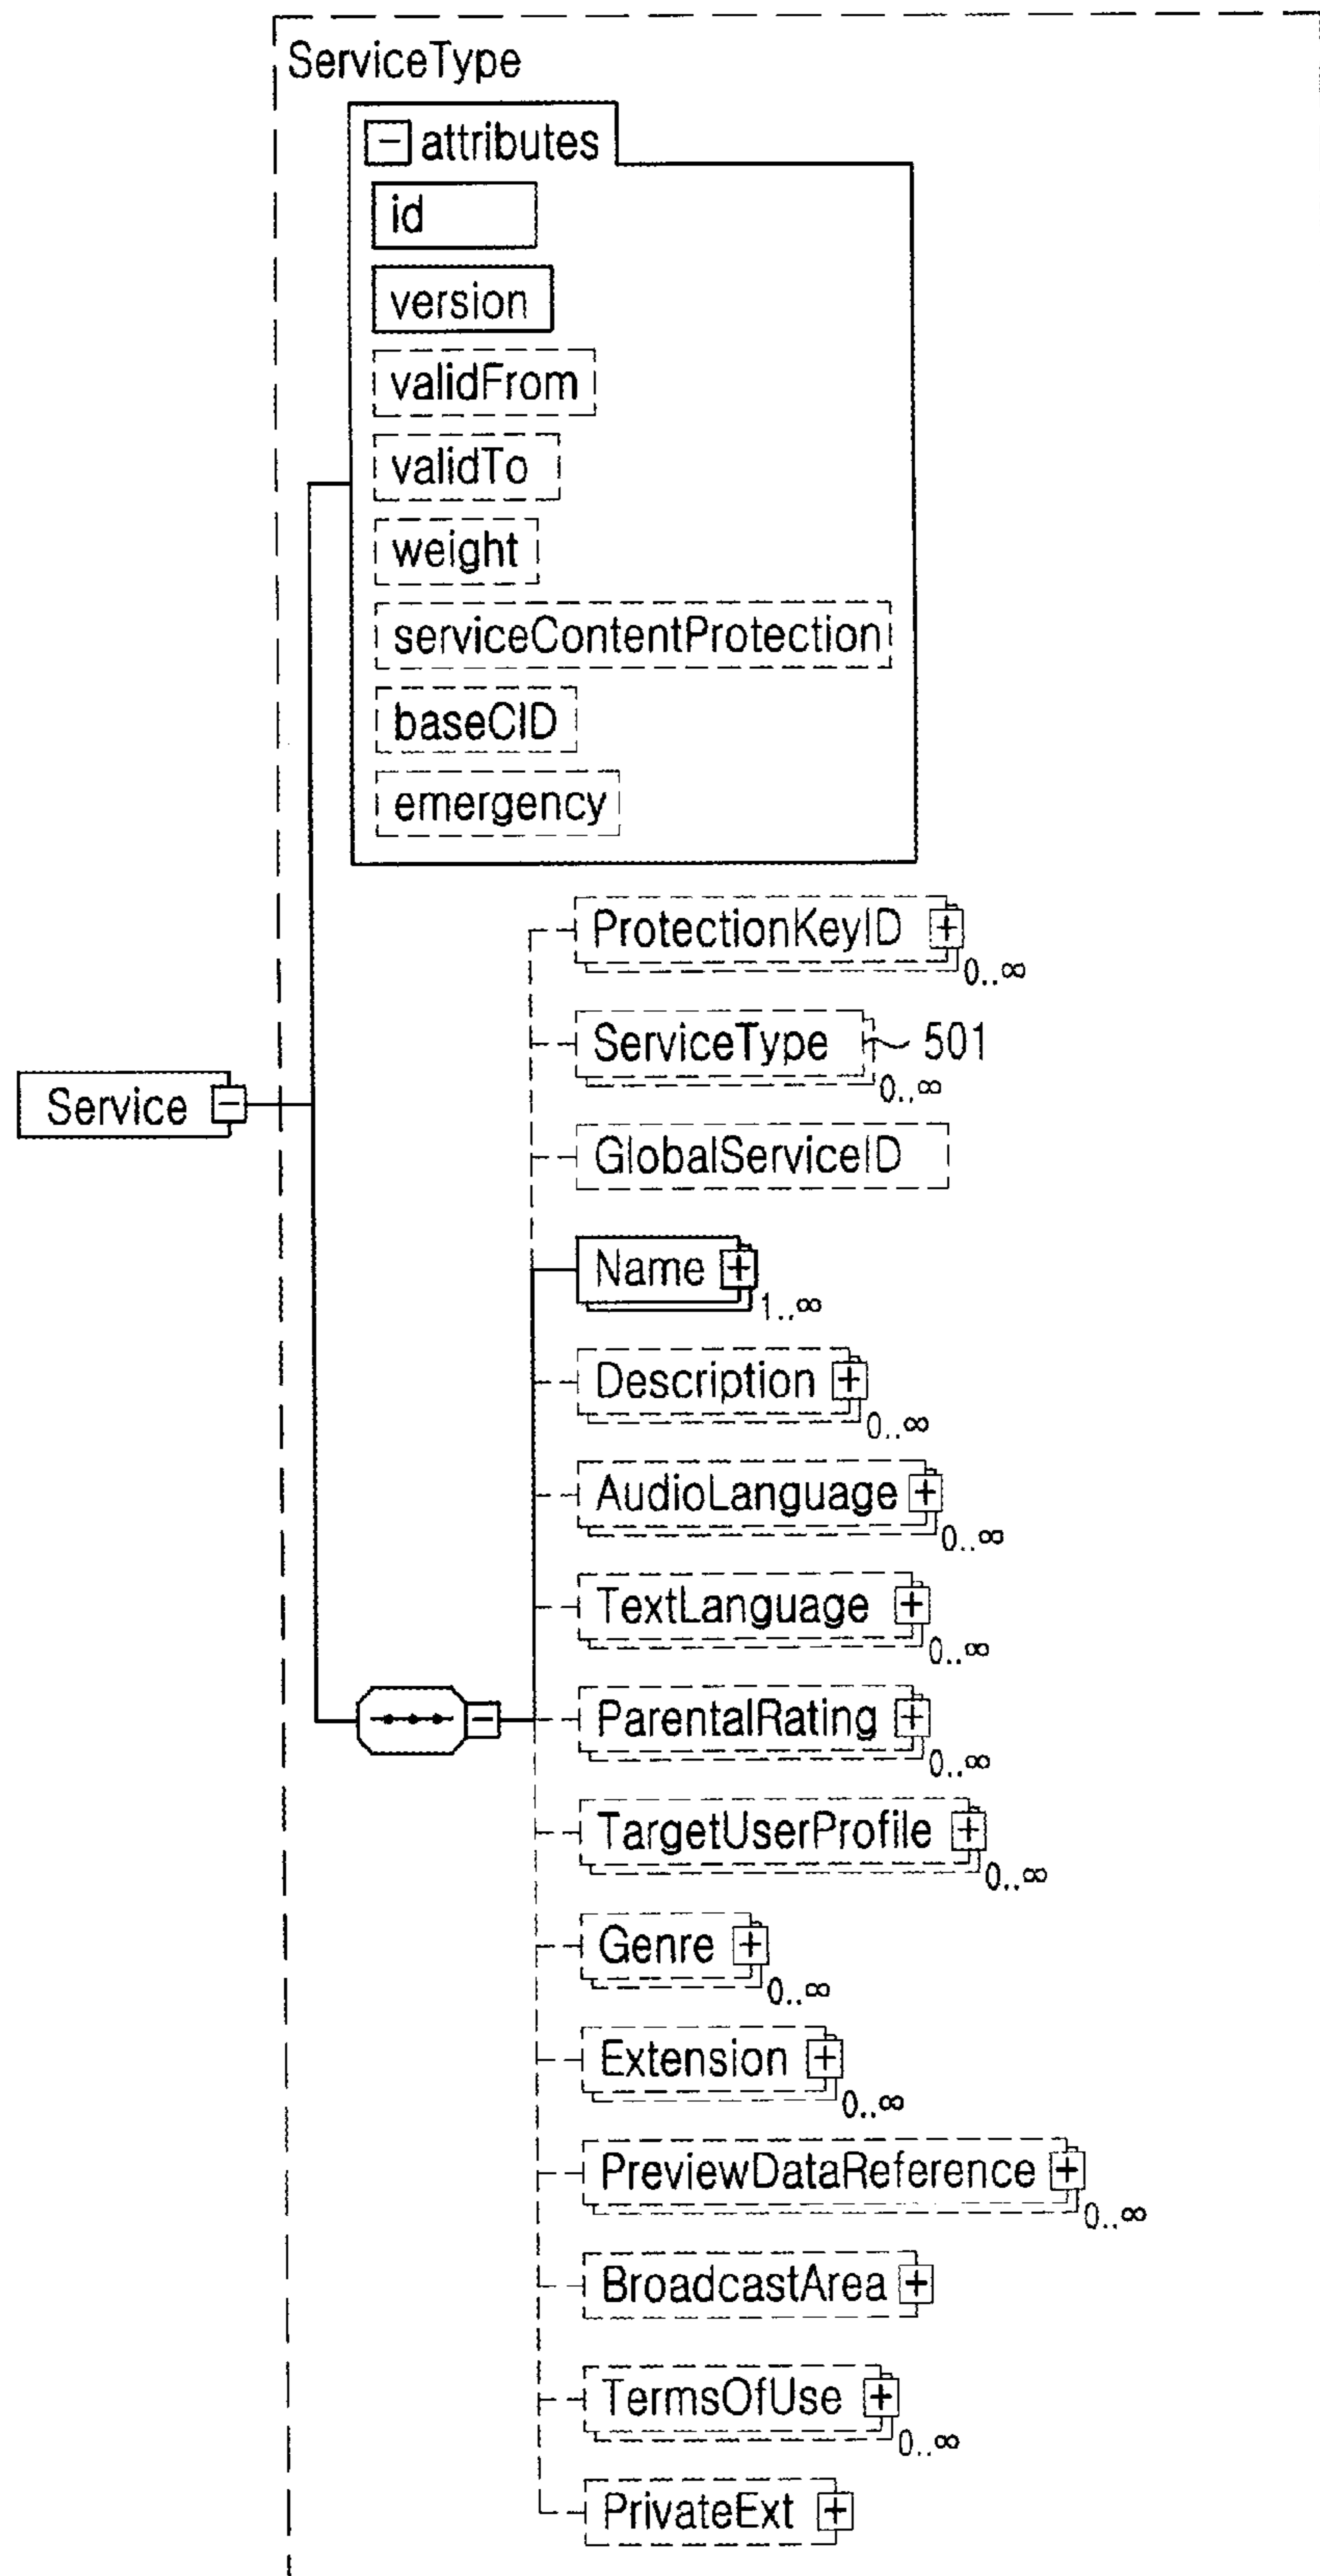 ServiceType
attributes
id
version
validFrom
validTo
weight
serviceContentProtection
baseCID
emergency
ProtectionKeyID
0..∞
ServiceType 501
0..∞
Service
GlobalServiceID
Name
1..∞
Description
0..∞
AudioLanguage
0..∞
TextLanguage
0..∞
ParentalRating
0..∞
TargetUserProfile
0..∞
Genre
0..∞
Extension
0..∞
PreviewDataReference
0..∞
BroadcastArea
TermsOfUse
0..∞
PrivateExt